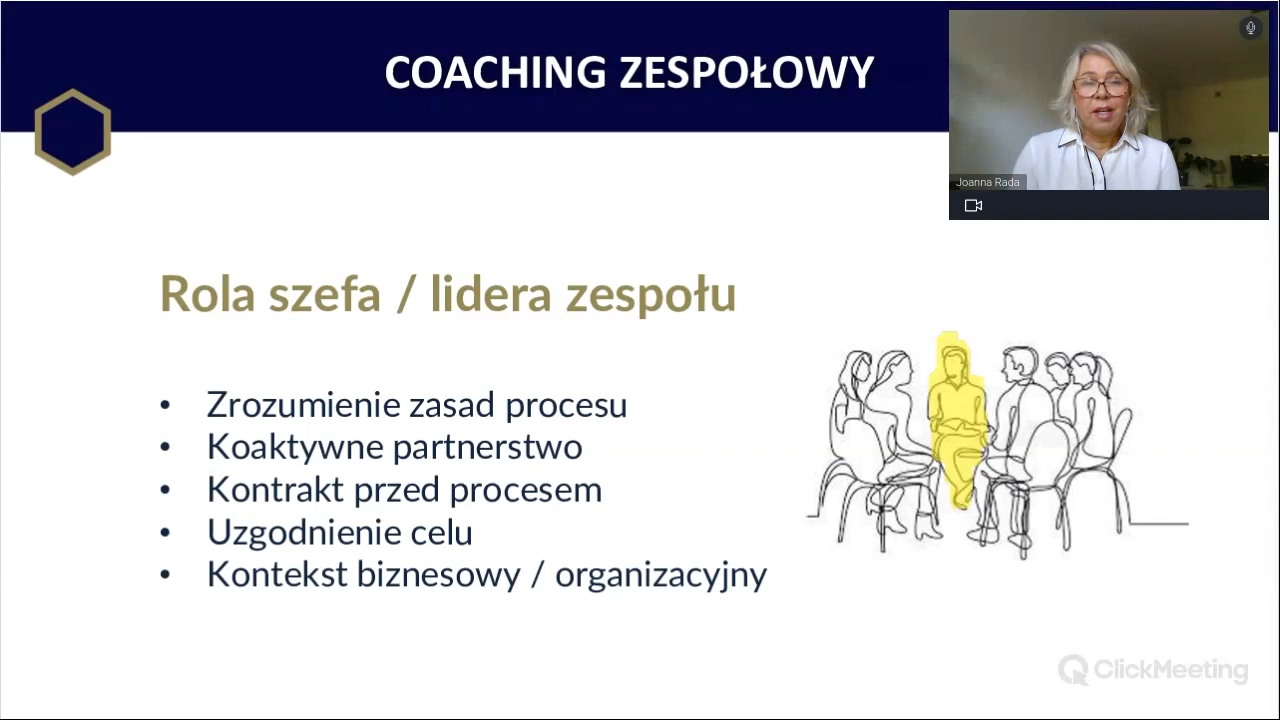 COACHING ZESPOŁOWY
Joanna Rada
Rola szefa / lidera zespołu
• Zrozumienie zasad procesu
• Koaktywne partnerstwo
• Kontrakt przed procesem
• Uzgodnienie celu
• Kontekst biznesowy / organizacyjny
ClickMeeting